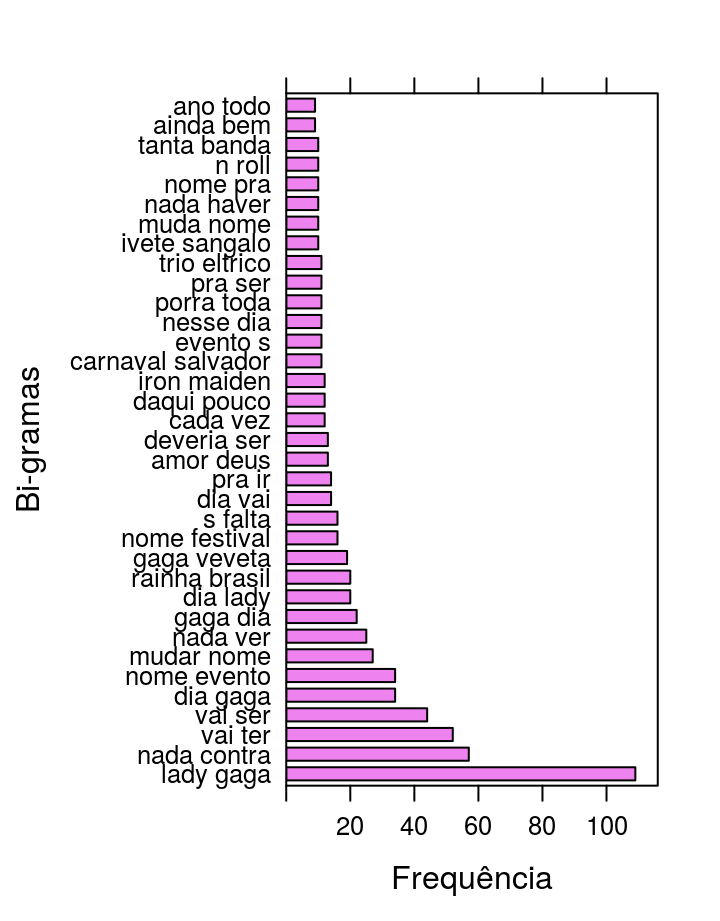 ano todo
ainda bem
tanta banda
n roll
nome pra
nada haver
muda nome
ivete sangalo
trio eltrico
pra ser
porra toda
nesse dia
evento s
carnaval salvador
iron maiden
daqui pouco
cada vez
deveria ser
amor deus
pra ir
dia vai
s falta
nome festival
gaga veveta
rainha brasil
dia lady
gaga dia
nada ver
mudar nome
nome evento
dia gaga
vai ser
vai ter
nada contra
lady gaga
Bi-gramas
20 40 60 80 100
Frequência